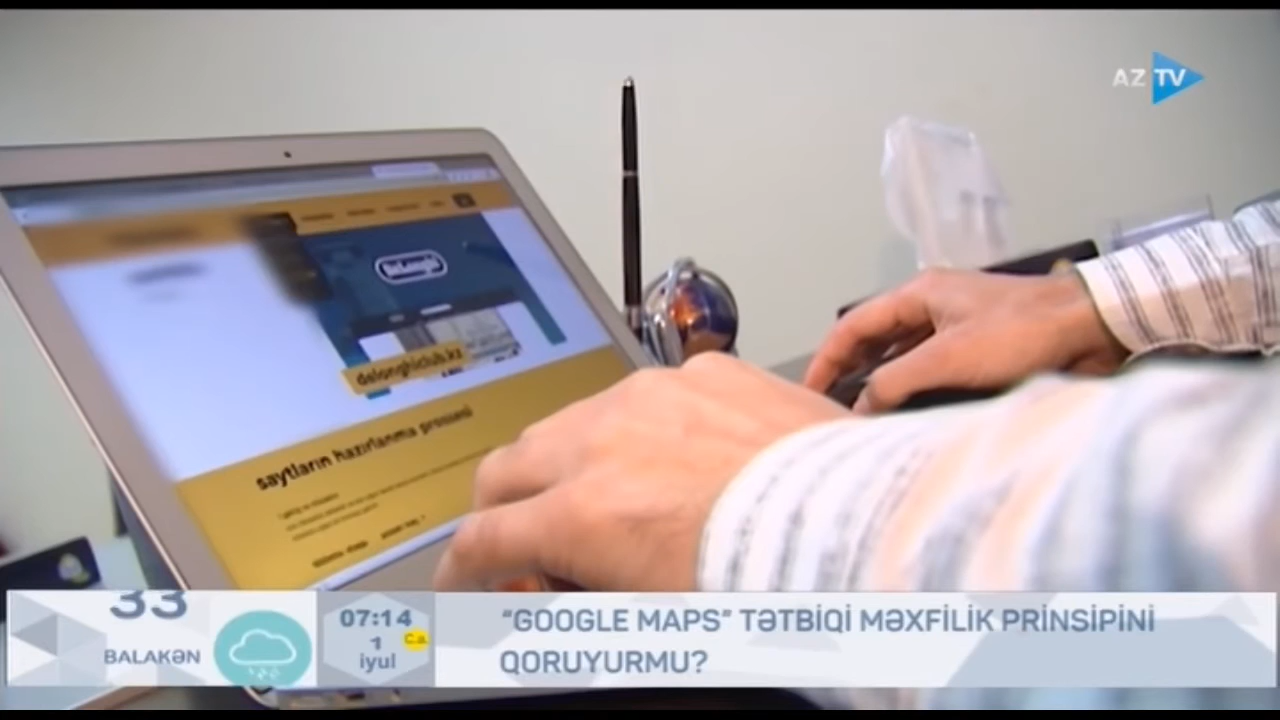 AZ TV
DeLonghi
delonghiclub.kz
saytların hazırlanma prosesi
33
BALAKƏN
07:14
1
C.a.
iyul
“GOOGLE MAPS” TƏTBİQİ MƏXFİLİK PRİNSİPİNİ
QORUYURMU?